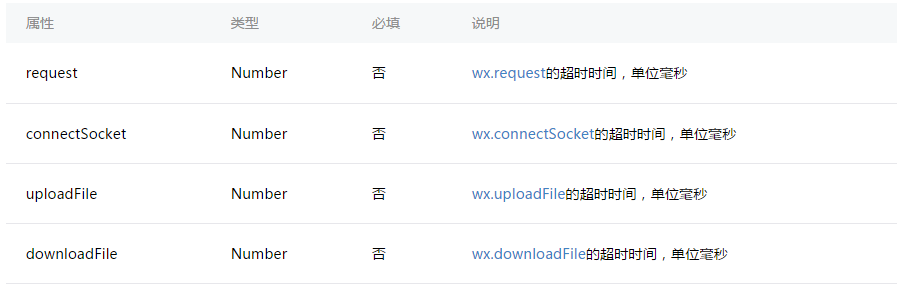 属性 类型 必填 说明
request Number 否 wx.request的超时时间，单位毫秒
connectSocket Number 否 wx.connectSocket的超时时间，单位毫秒
uploadFile Number 否 wx.uploadFile的超时时间，单位毫秒
downloadFile Number 否 wx.downloadFile的超时时间，单位毫秒